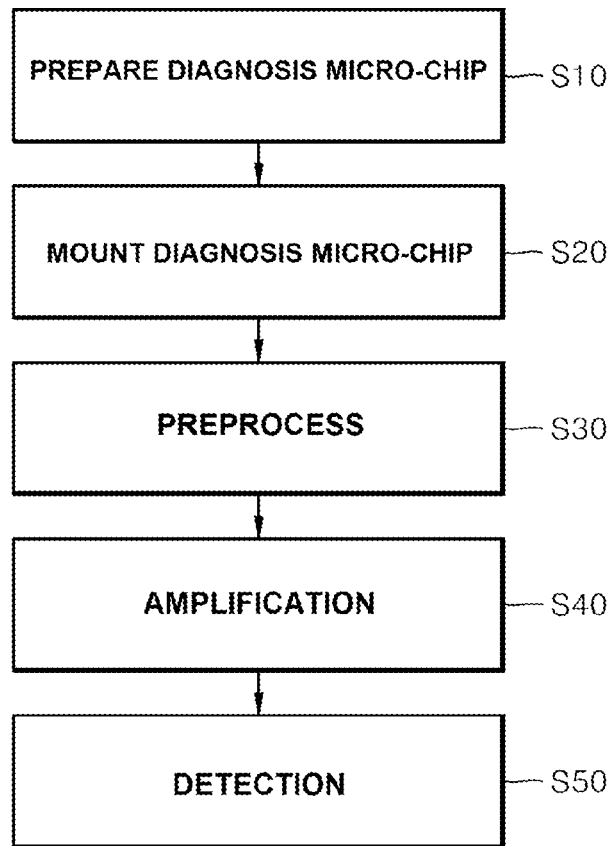 PREPARE DIAGNOSIS MICRO-CHIP S10
MOUNT DIAGNOSIS MICRO-CHIP S20
PREPROCESS S30
AMPLIFICATION S40
DETECTION S50